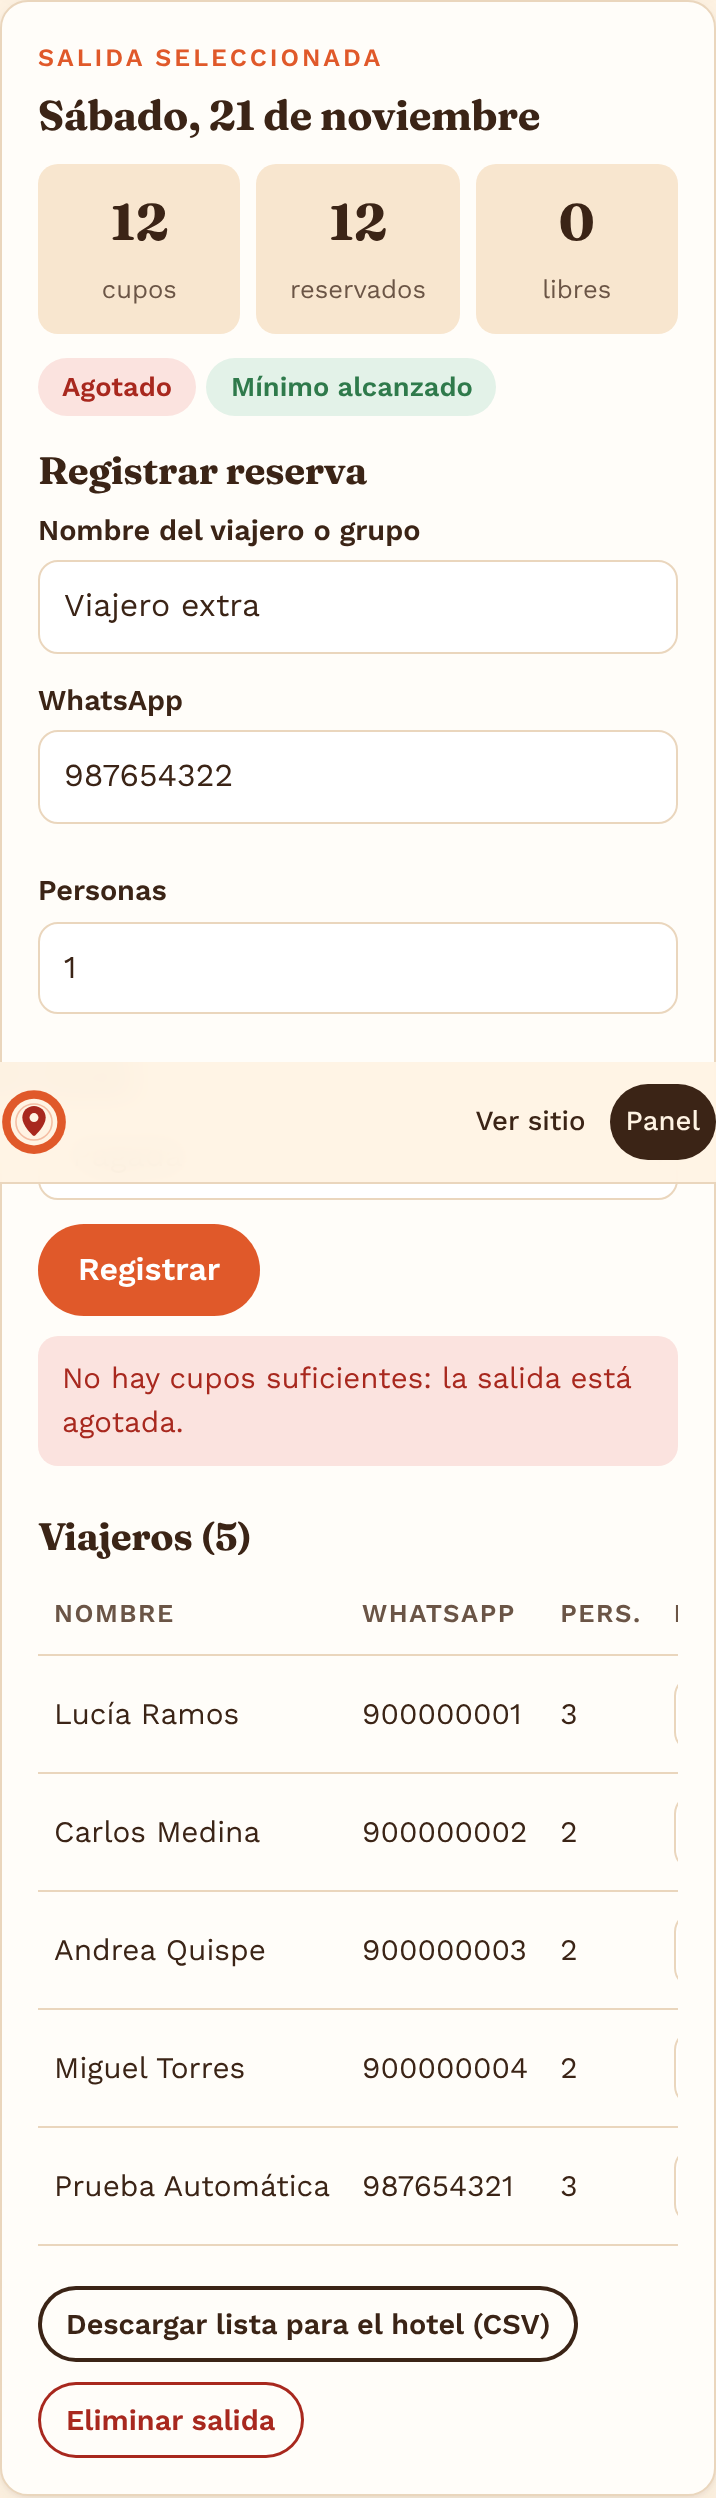 SALIDA SELECCIONADA
Sábado, 21 de noviembre
12
cupos
12
reservados
0
libres
Agotado
Mínimo alcanzado
Registrar reserva
Nombre del viajero o grupo
Viajero extra
WhatsApp
987654322
Personas
1
Ver sitio
Panel
Registrar
No hay cupos suficientes: la salida está
agotada.
Viajeros (5)
NOMBRE WHATSAPP PERS.
Lucía Ramos 900000001 3
Carlos Medina 900000002 2
Andrea Quispe 900000003 2
Miguel Torres 900000004 2
Prueba Automática 987654321 3
Descargar lista para el hotel (CSV)
Eliminar salida